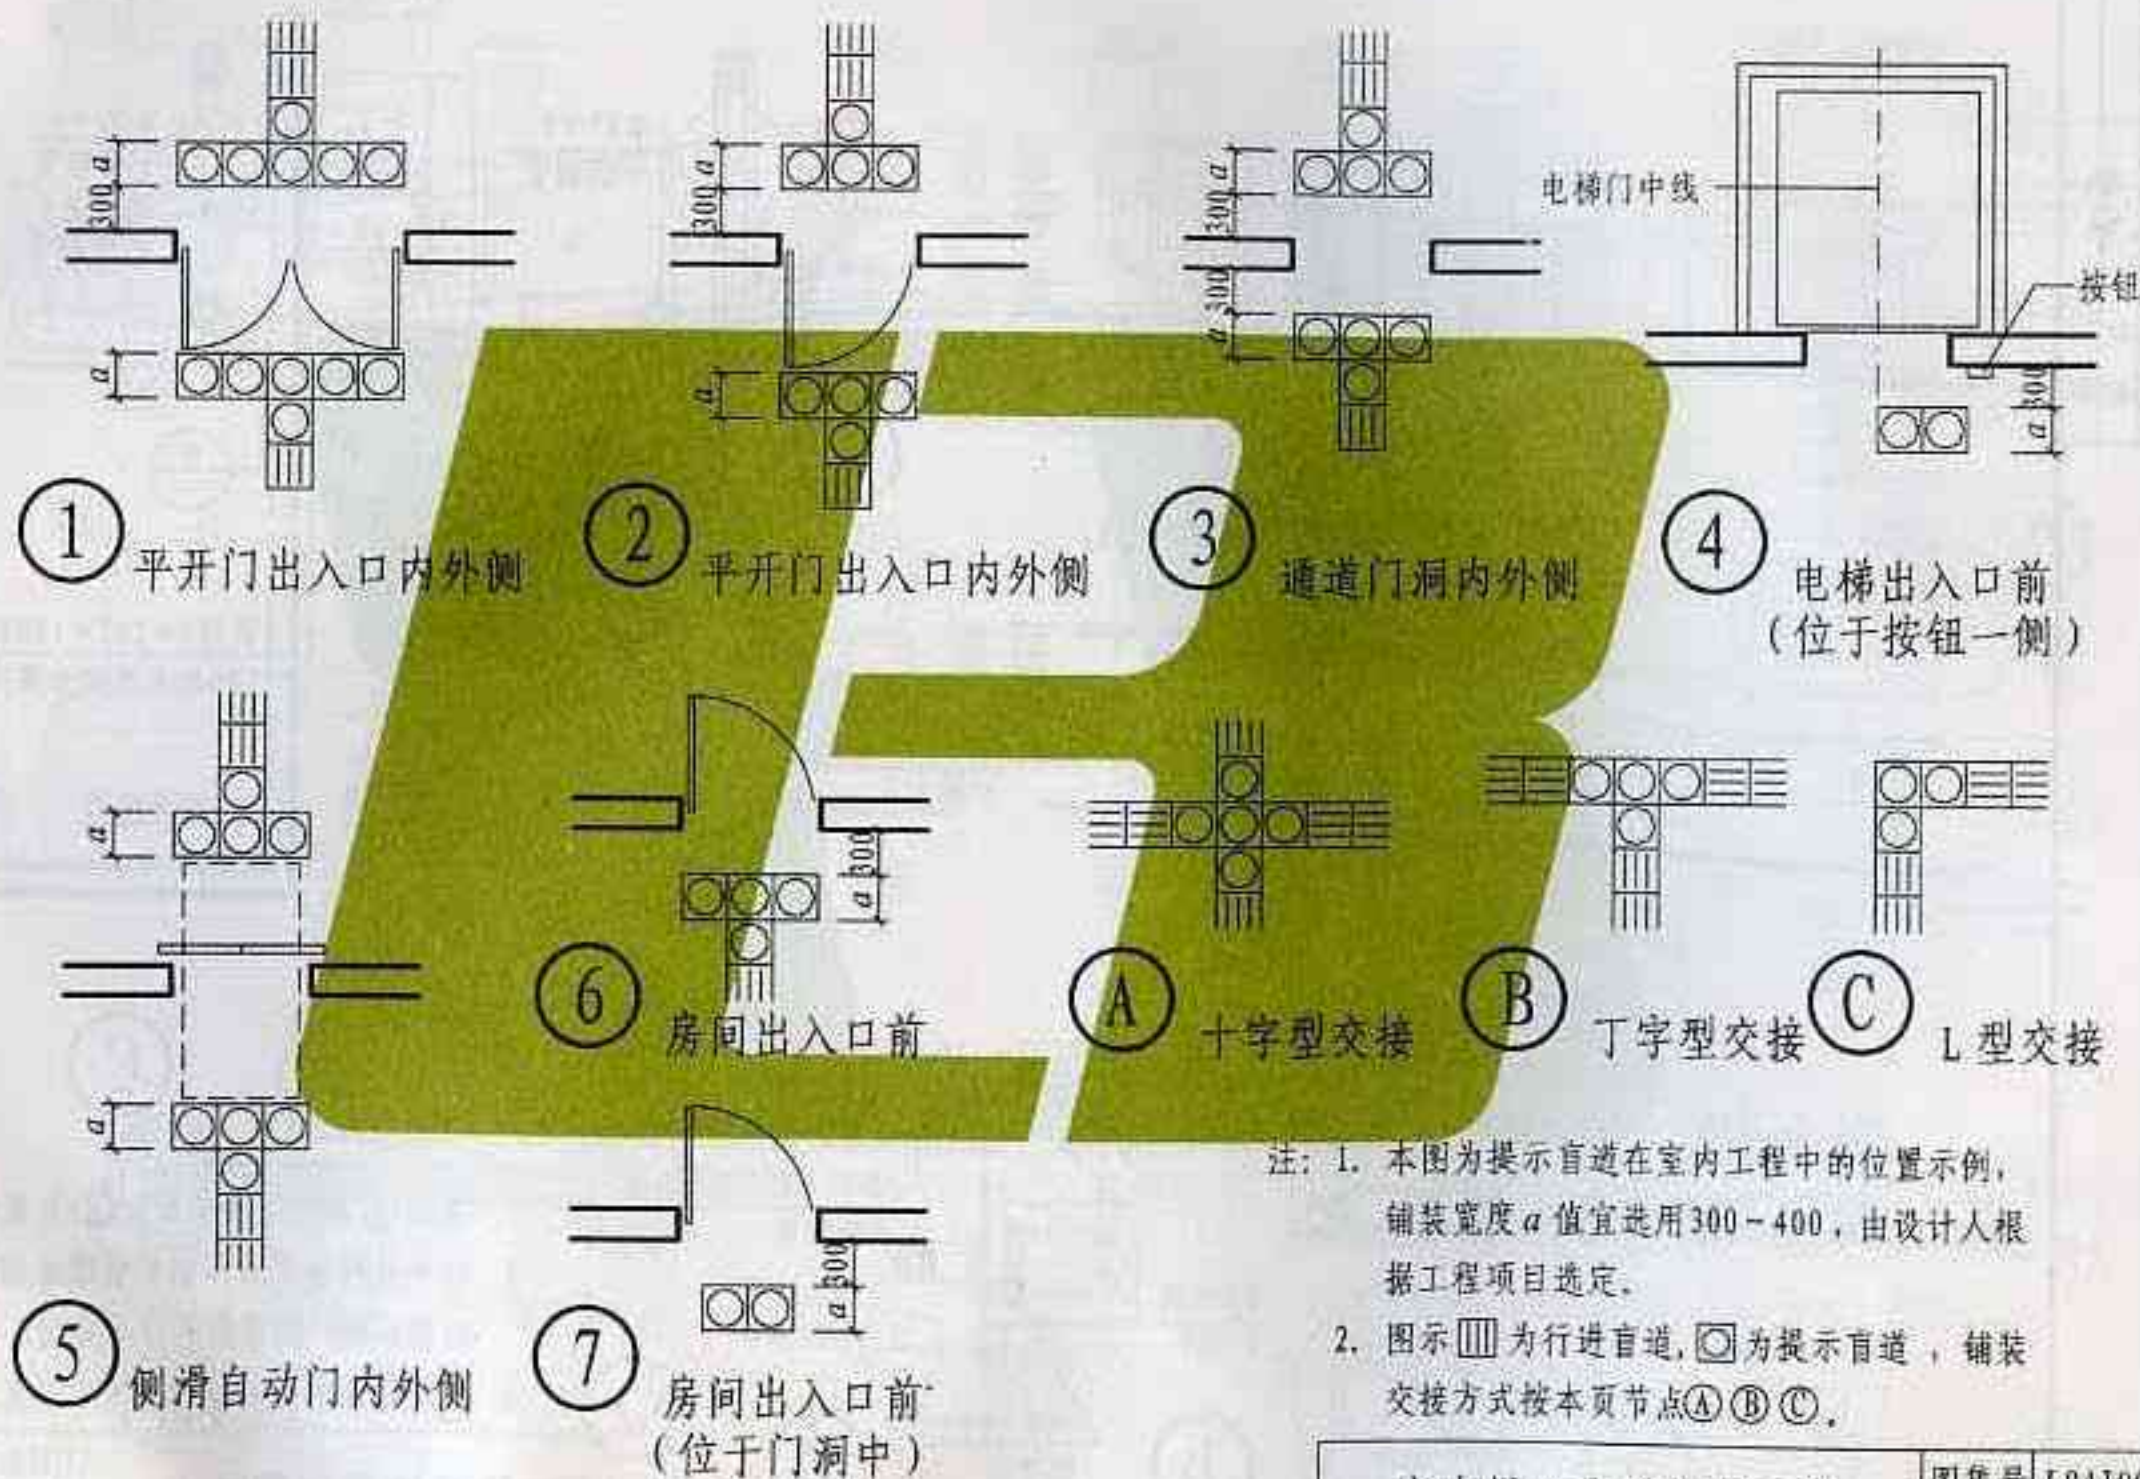 a
300
a
① 平开门出入口内外侧
a
300
a
② 平开门出入口内外侧
a
300
300
a
③ 通道门洞内外侧
电梯门中线
按钮
300
a
④ 电梯出入口前
(位于按钮一侧)
a
a
⑤ 侧滑自动门内外侧
300
a
⑥ 房间出入口前
300
a
⑦ 房间出入口前
(位于门洞中)
Ⓐ 十字型交接
Ⓑ 丁字型交接
Ⓒ L型交接
注: 1. 本图为提示盲道在室内工程中的位置示例,
铺装宽度a值宜选用300~400,由设计人根
据工程项目选定。
2. 图示 为行进盲道, 为提示盲道,铺装
交接方式按本页节点ⒶⒷⒸ。
图集号